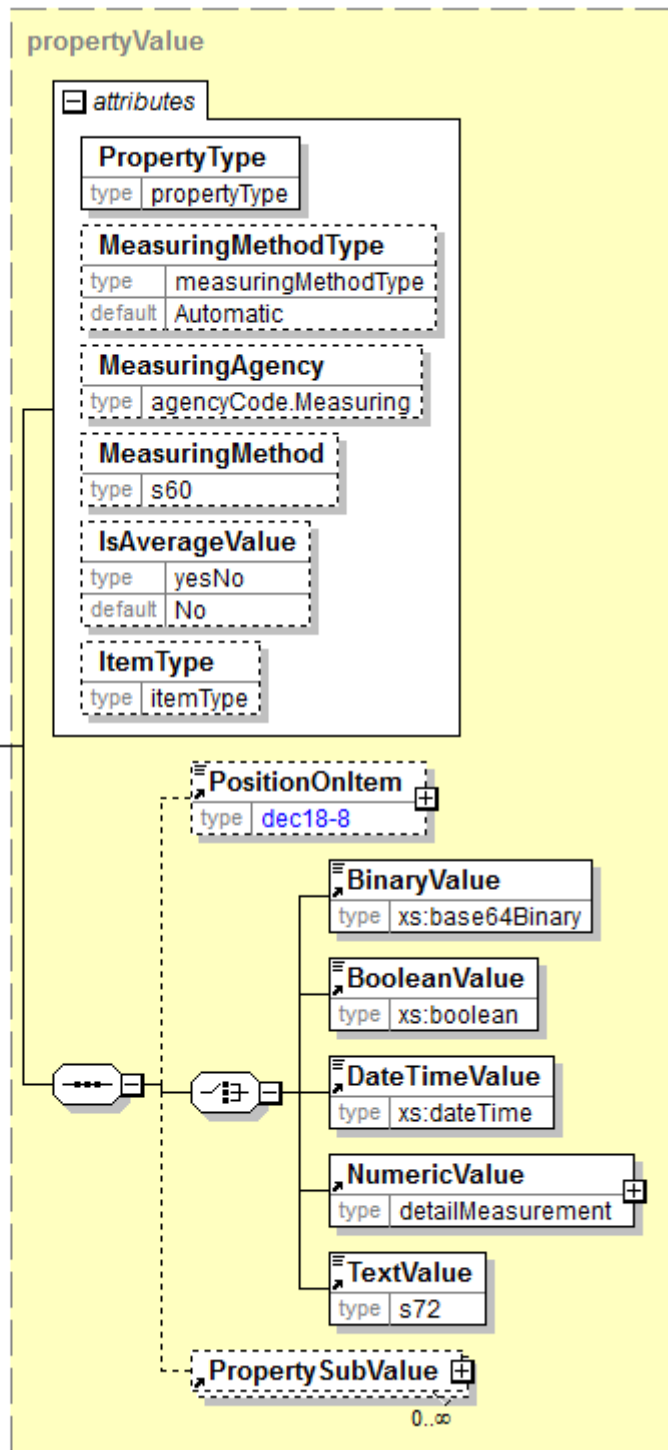 propertyValue
attributes
PropertyType
type propertyType
MeasuringMethodType
type measuringMethodType
default Automatic
MeasuringAgency
type agencyCode.Measuring
MeasuringMethod
type s60
IsAverageValue
type yesNo
default No
ItemType
type itemType
PositionOnItem
type dec18-8
BinaryValue
type xs:base64Binary
BooleanValue
type xs:boolean
DateTimeValue
type xs:dateTime
NumericValue
type detailMeasurement
TextValue
type s72
PropertySubValue
0..∞